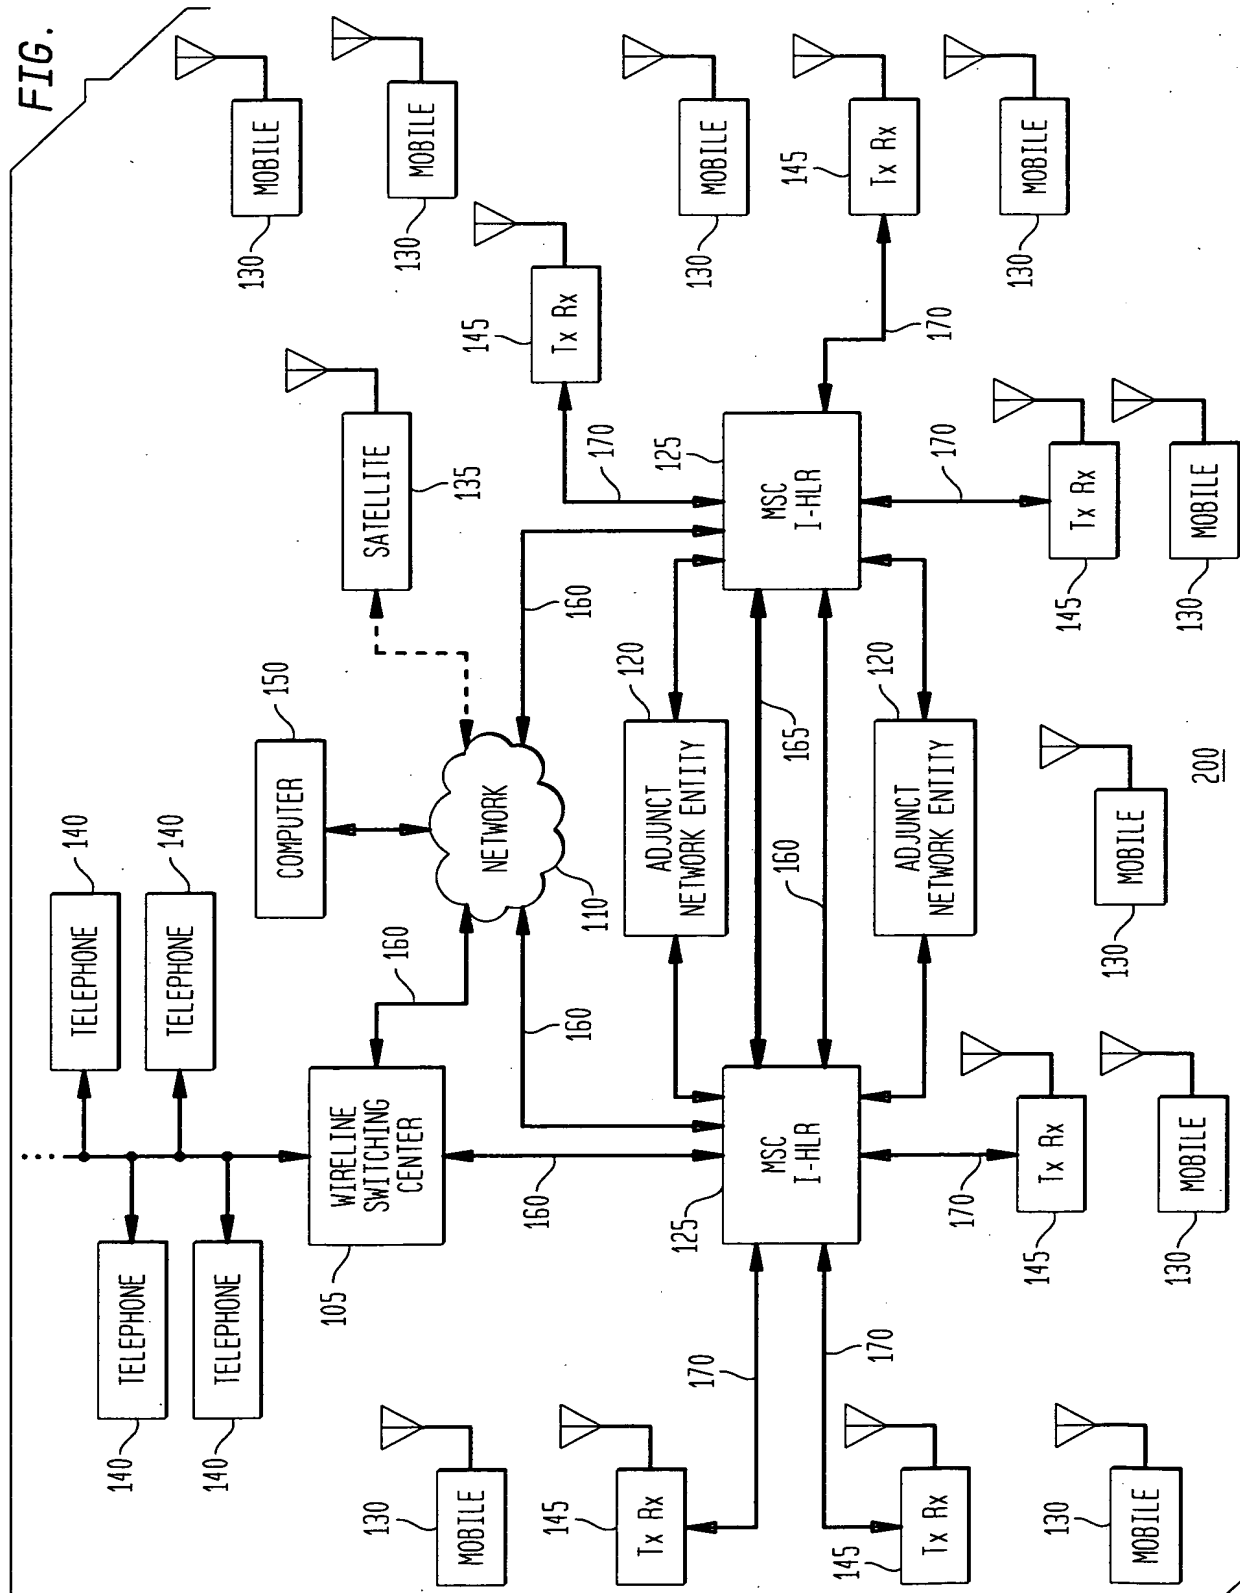 FIG.
TELEPHONE
140
140
TELEPHONE
TELEPHONE
140
140
TELEPHONE
130
MOBILE
COMPUTER
150
105
WIRELINE
SWITCHING
CENTER
160
SATELLITE
135
130
MOBILE
130
MOBILE
NETWORK
110
145
Tx Rx
160
160
160
170
145
Tx Rx
ADJUNCT
NETWORK ENTITY
120
130
MOBILE
170
125
MSC
I-HLR
125
MSC
I-HLR
165
160
145
Tx Rx
170
170
145
Tx Rx
ADJUNCT
NETWORK ENTITY
120
170
170
130
MOBILE
145
Tx Rx
145
Tx Rx
130
MOBILE
130
MOBILE
130
MOBILE
130
MOBILE
200